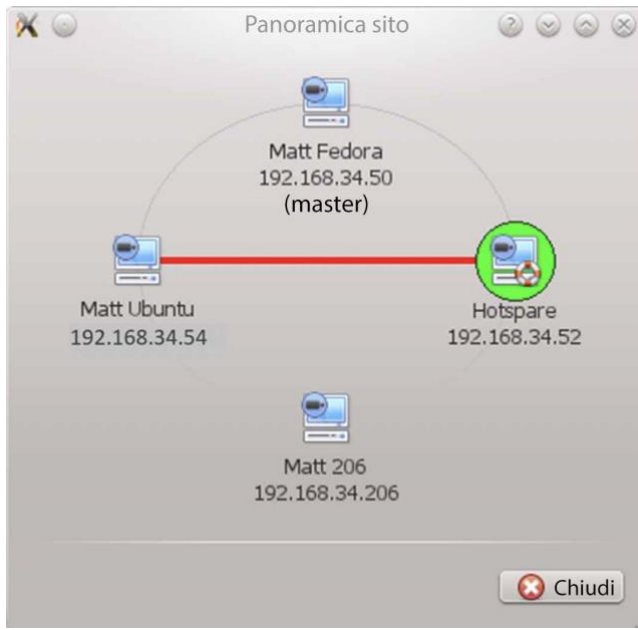 Panoramica sito
Matt Fedora
192.168.34.50
(master)
Matt Ubuntu
192.168.34.54
Hotspare
192.168.34.52
Matt 206
192.168.34.206
Chiudi